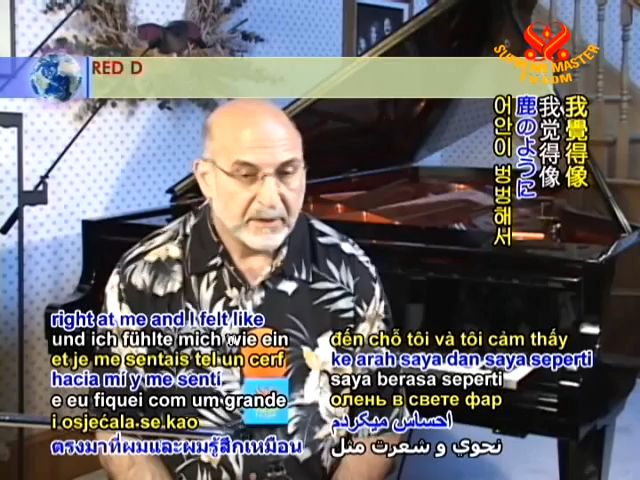 SUPREME MASTER
TV.COM
RED D
我覺得像
我觉得像
鹿のように
어안이 벙벙해서
right at me and I felt like
und ich fühlte mich wie ein
et je me sentais tel un cerf
hacia mí y me sentí
e eu fiquei com um grande
i osjećala se kao
ตรงมาที่ผมและผมรู้สึกเหมือน
đến chỗ tôi và tôi cảm thấy
ke arah saya dan saya seperti
saya berasa seperti
олень в свете фар
احساس میکردم
نحوي و شعرت مثل